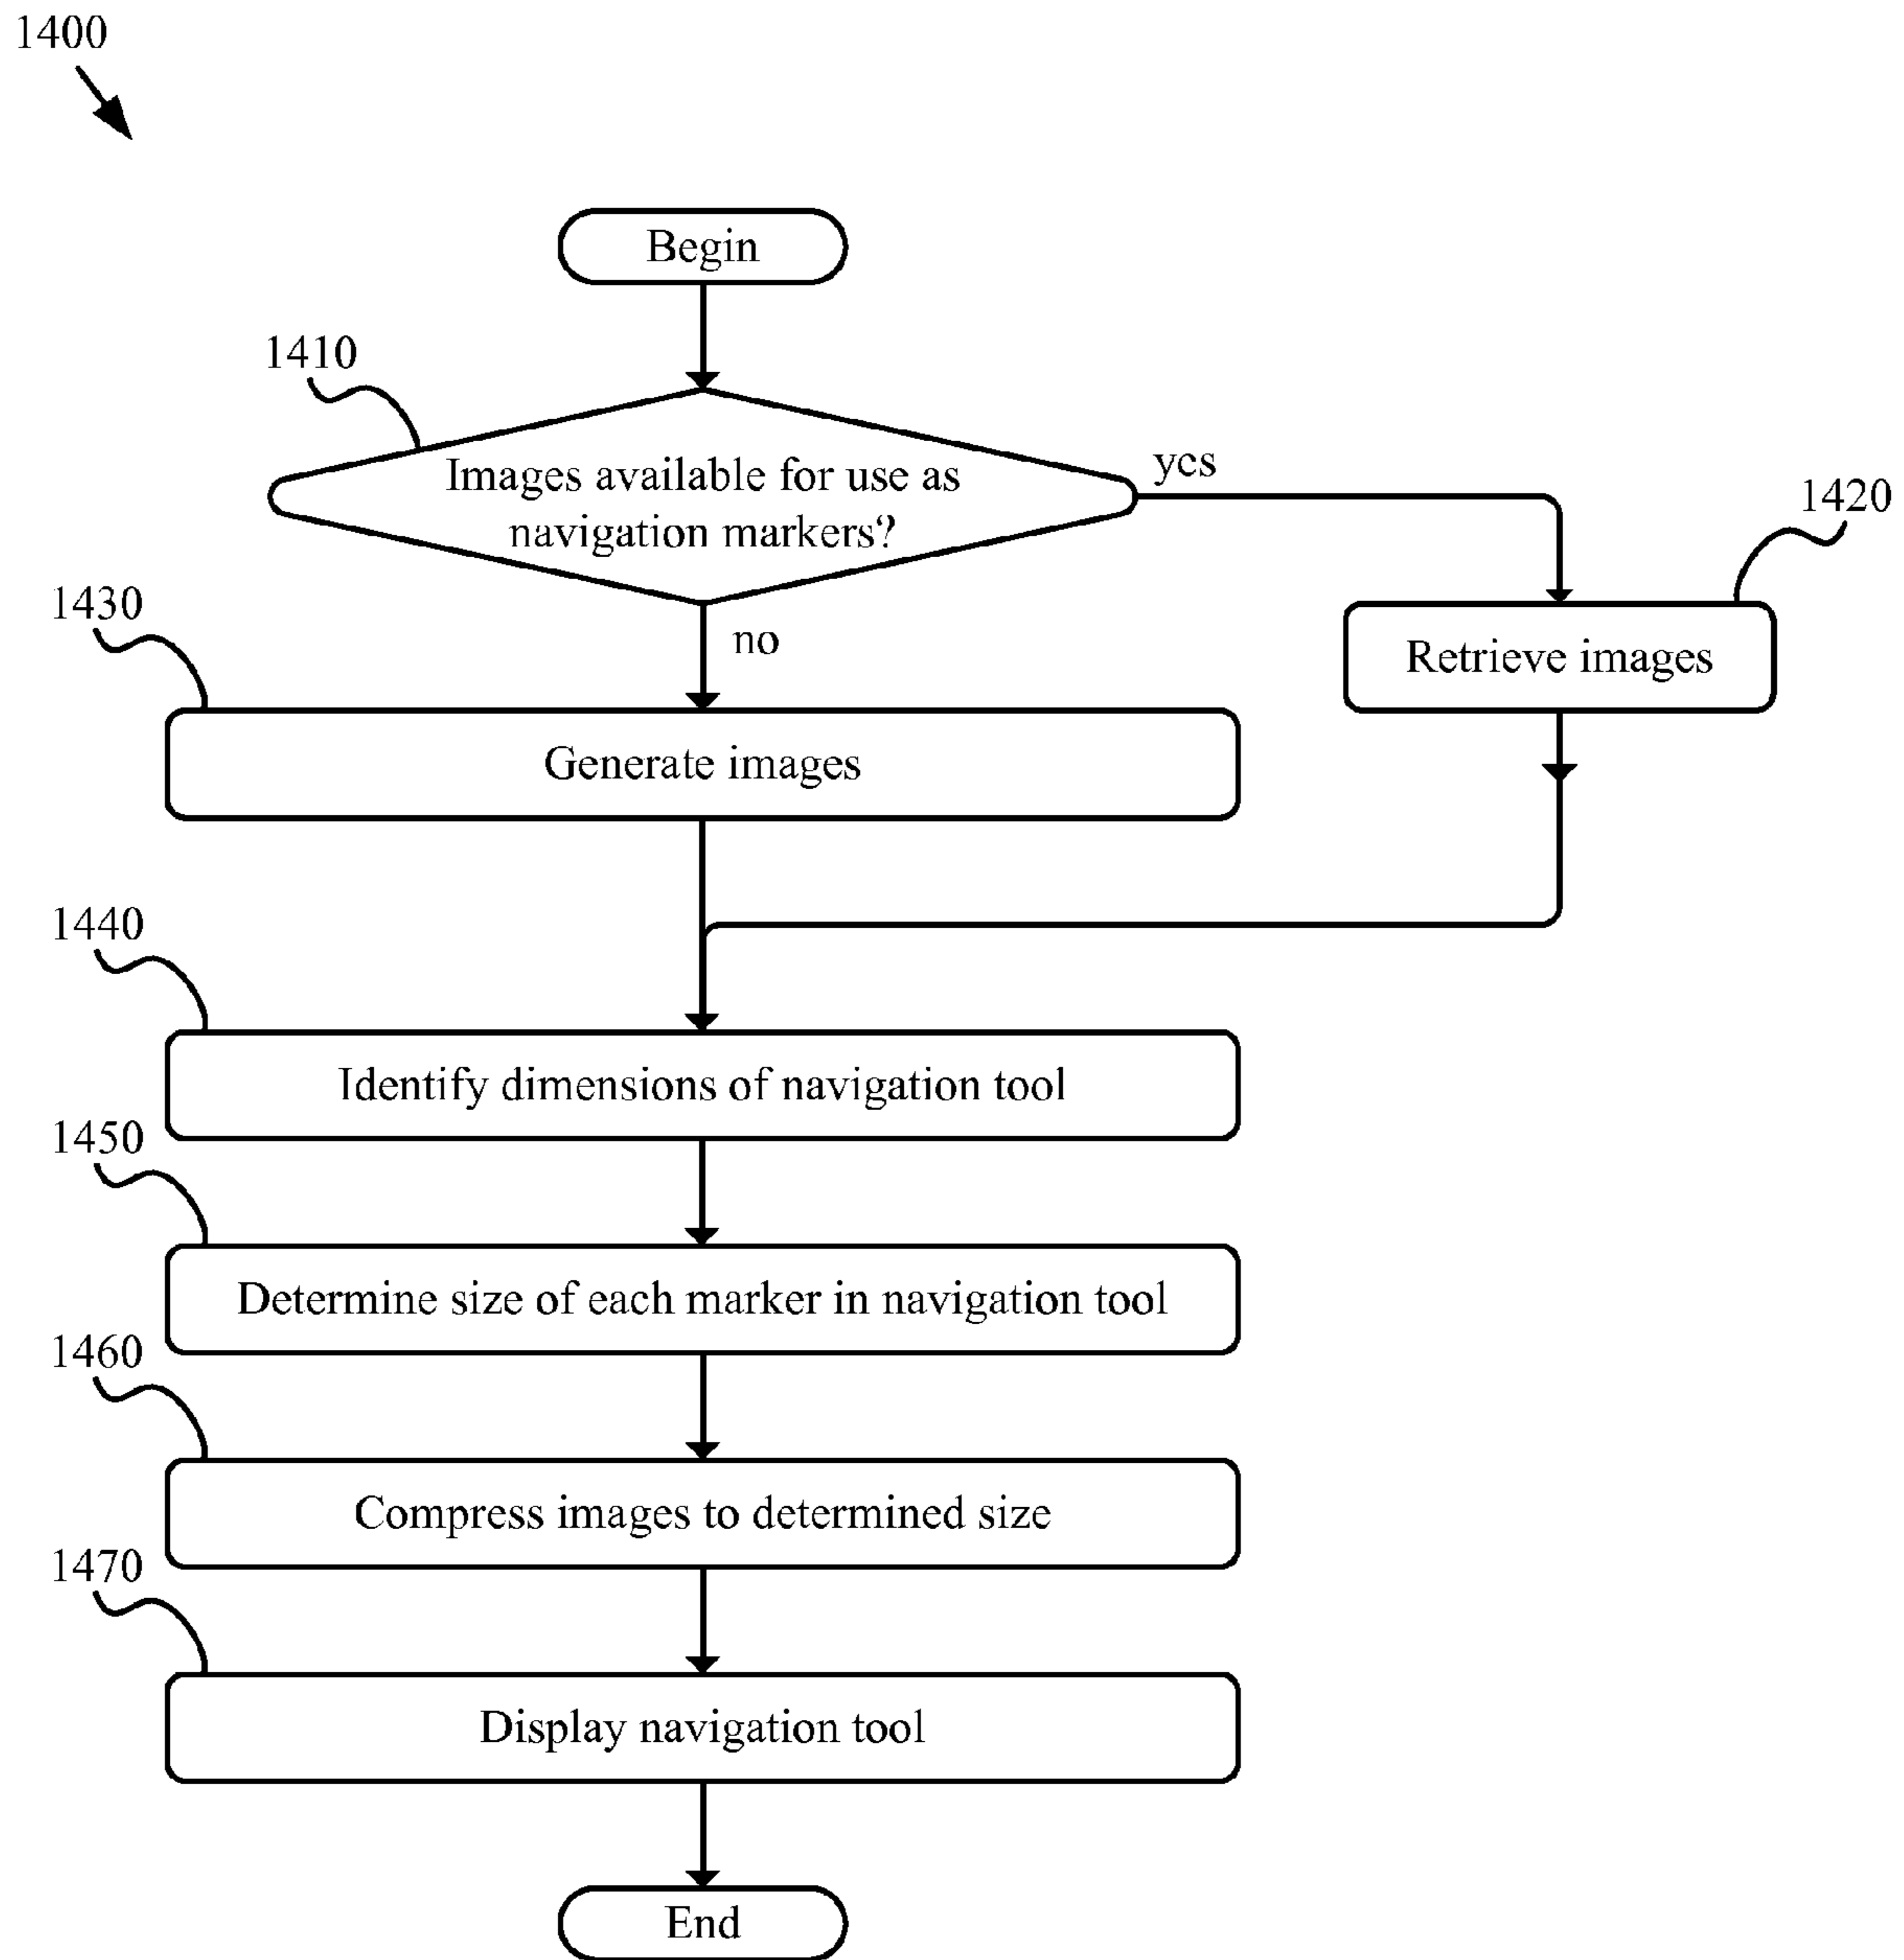 1400
Begin
1410
Images available for use as
navigation markers?
yes
1420
1430
no
Retrieve images
Generate images
1440
Identify dimensions of navigation tool
1450
Determine size of each marker in navigation tool
1460
Compress images to determined size
1470
Display navigation tool
End